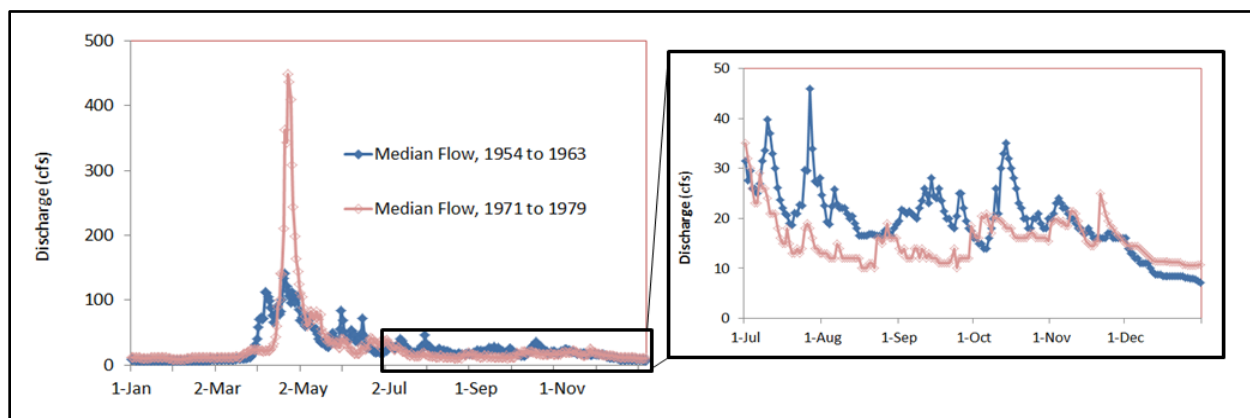 500
400
300
200
100
0
Discharge (cfs)
Median Flow, 1954 to 1963
Median Flow, 1971 to 1979
1-Jan 2-Mar 2-May 2-Jul 1-Sep 1-Nov
50
40
30
20
10
0
Discharge (cfs)
1-Jul 1-Aug 1-Sep 1-Oct 1-Nov 1-Dec